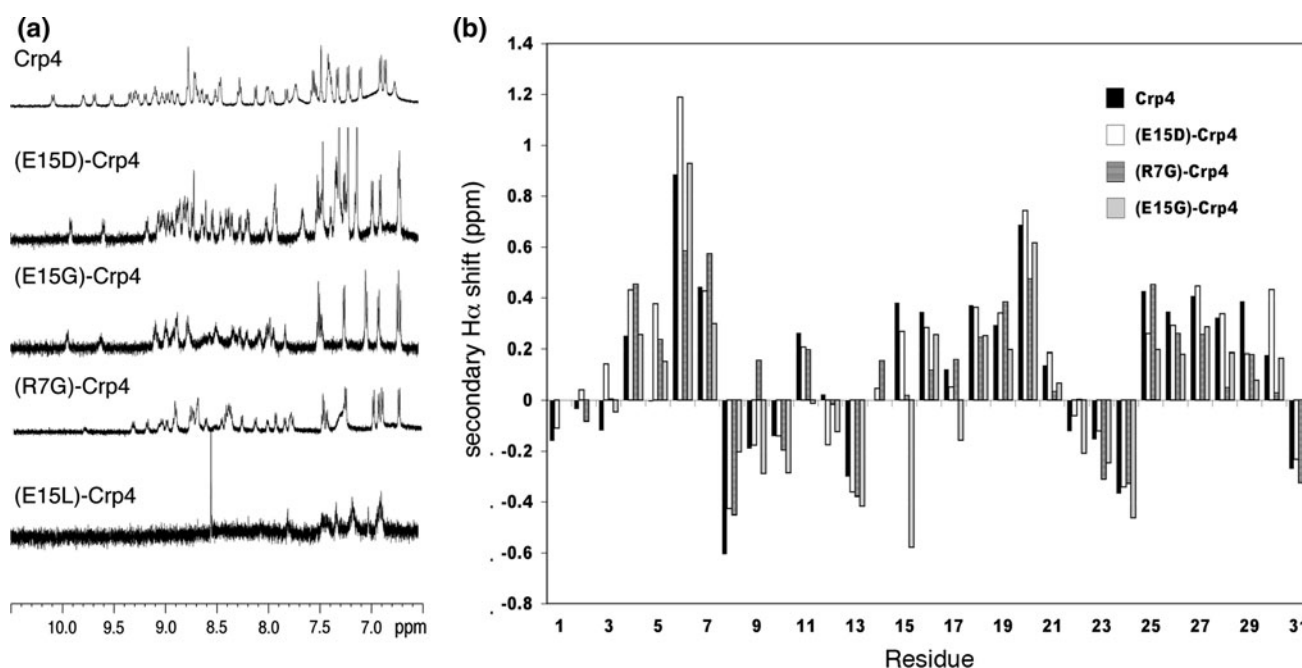 (a)
Crp4
(E15D)-Crp4
(E15G)-Crp4
(R7G)-Crp4
(E15L)-Crp4
10.0 9.5 9.0 8.5 8.0 7.5 7.0 ppm
(b)
secondary Hα shift (ppm)
1.4
1.2
1
0.8
0.6
0.4
0.2
0
-0.2
-0.4
-0.6
-0.8
Crp4
(E15D)-Crp4
(R7G)-Crp4
(E15G)-Crp4
1 3 5 7 9 11 13 15 17 19 21 23 25 27 29 31
Residue